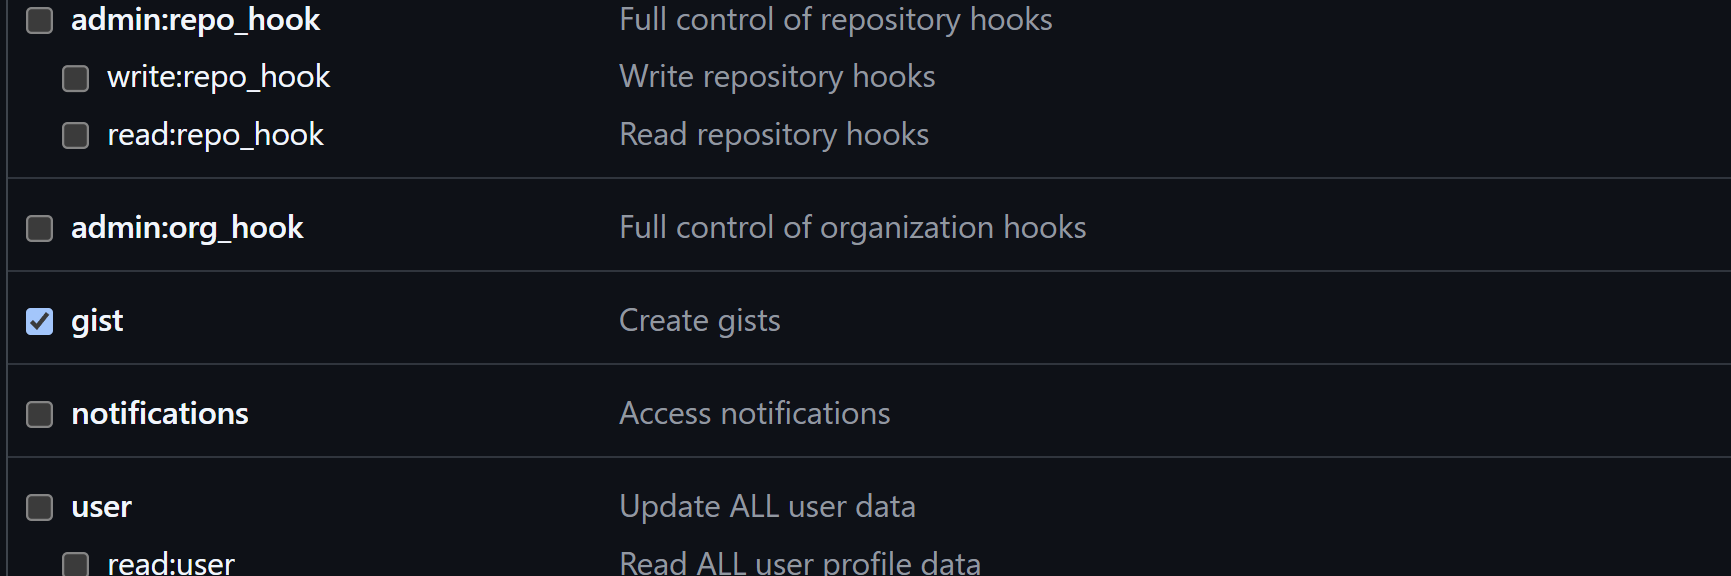 admin:repo_hook Full control of repository hooks
write:repo_hook Write repository hooks
read:repo_hook Read repository hooks
admin:org_hook Full control of organization hooks
gist Create gists
notifications Access notifications
user Update ALL user data
read:user Read ALL user profile data